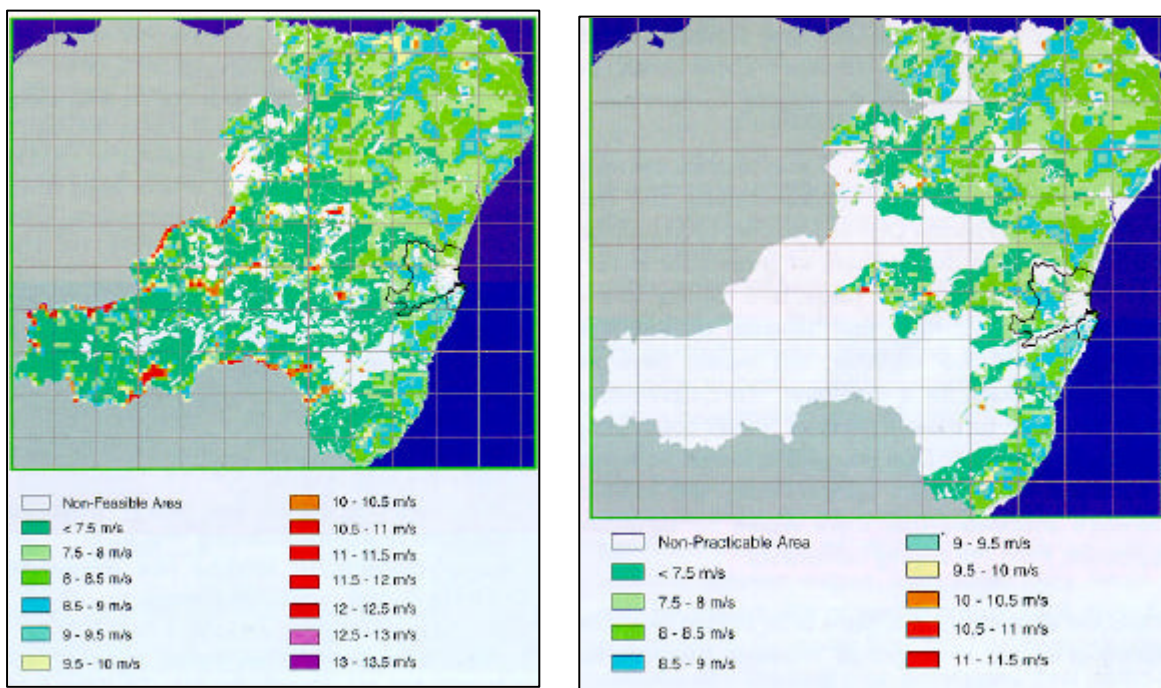 Non-Feasible Area
< 7.5 m/s
7.5 - 8 m/s
8 - 8.5 m/s
8.5 - 9 m/s
9 - 9.5 m/s
9.5 - 10 m/s
10 - 10.5 m/s
10.5 - 11 m/s
11 - 11.5 m/s
11.5 - 12 m/s
12 - 12.5 m/s
12.5 - 13 m/s
13 - 13.5 m/s
Non-Practicable Area
< 7.5 m/s
7.5 - 8 m/s
8 - 8.5 m/s
8.5 - 9 m/s
9 - 9.5 m/s
9.5 - 10 m/s
10 - 10.5 m/s
10.5 - 11 m/s
11 - 11.5 m/s